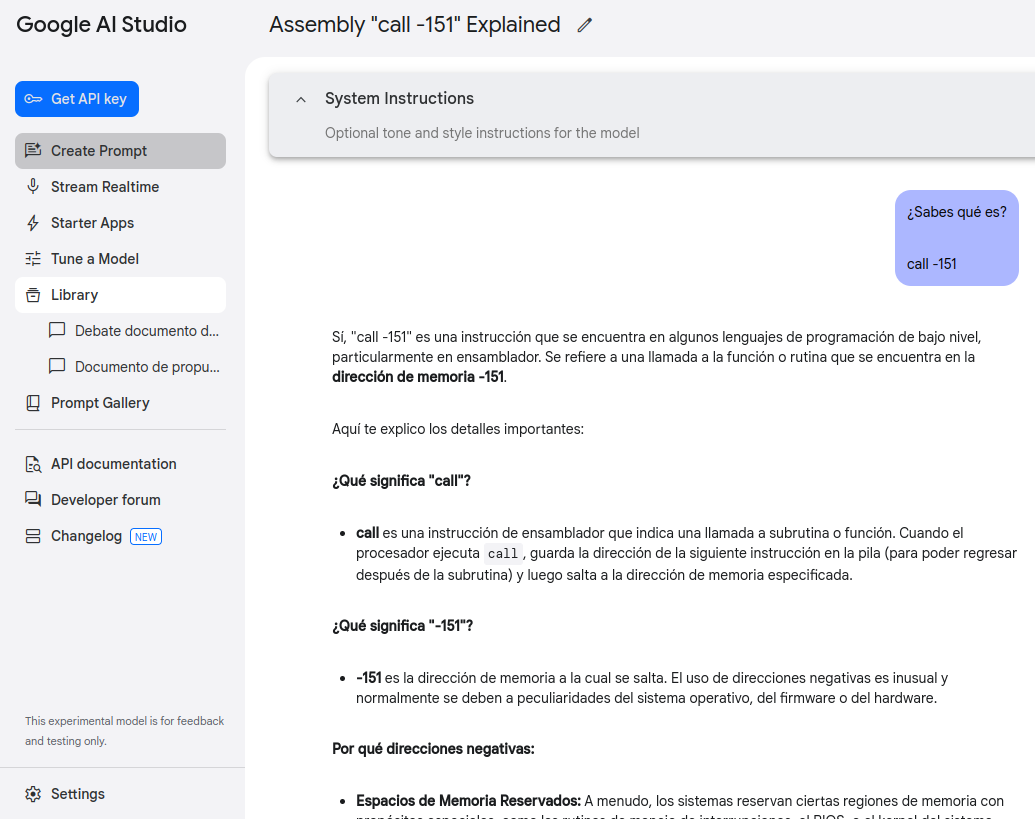 Google AI Studio
Assembly "call -151" Explained
Get API key
Create Prompt
Stream Realtime
Starter Apps
Tune a Model
Library
Debate documento d...
Documento de propu...
Prompt Gallery
API documentation
Developer forum
Changelog NEW
This experimental model is for feedback
and testing only.
Settings
System Instructions
Optional tone and style instructions for the model
¿Sabes qué es?
call -151
Sí, "call -151" es una instrucción que se encuentra en algunos lenguajes de programación de bajo nivel,
particularmente en ensamblador. Se refiere a una llamada a la función o rutina que se encuentra en la
dirección de memoria -151.
Aquí te explico los detalles importantes:
¿Qué significa "call"?
• call es una instrucción de ensamblador que indica una llamada a subrutina o función. Cuando el
procesador ejecuta call, guarda la dirección de la siguiente instrucción en la pila (para poder regresar
después de la subrutina) y luego salta a la dirección de memoria especificada.
¿Qué significa "-151"?
• -151 es la dirección de memoria a la cual se salta. El uso de direcciones negativas es inusual y
normalmente se deben a peculiaridades del sistema operativo, del firmware o del hardware.
Por qué direcciones negativas:
• Espacios de Memoria Reservados: A menudo, los sistemas reservan ciertas regiones de memoria con